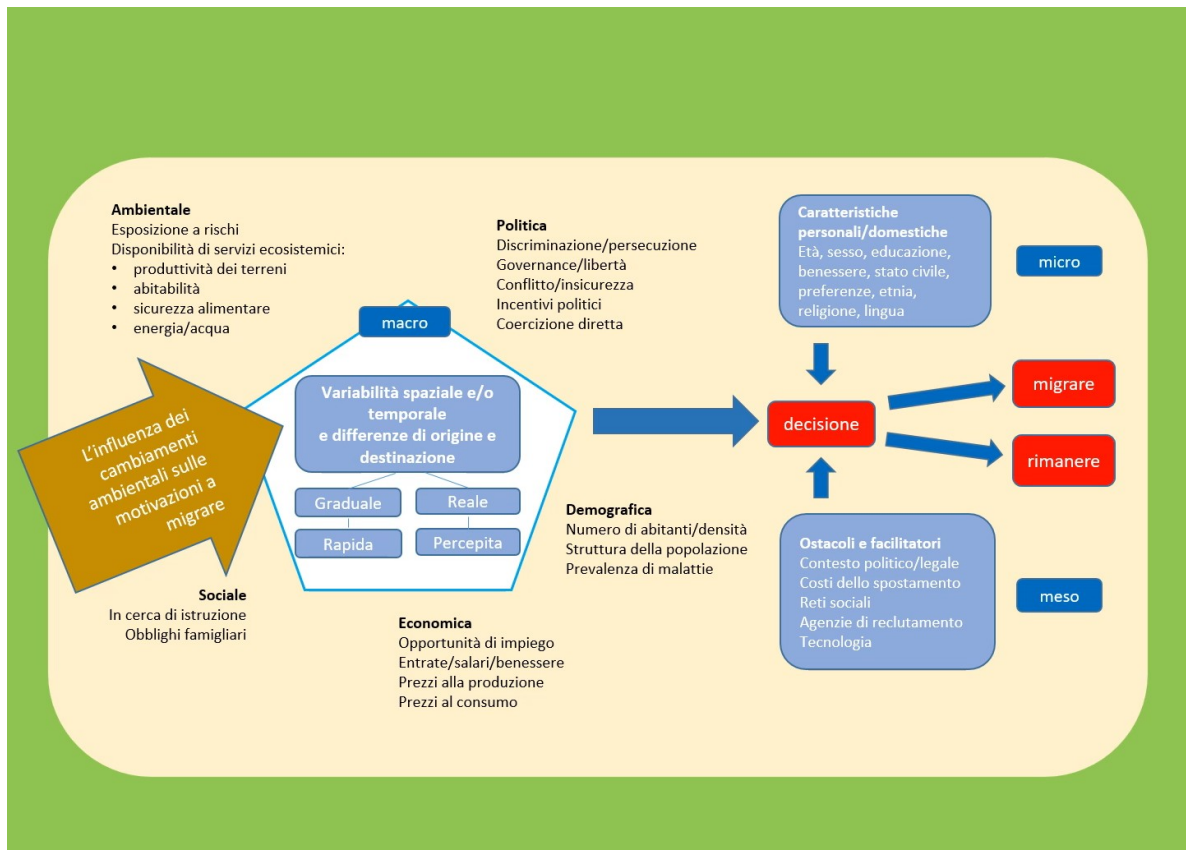 Ambientale
Esposizione a rischi
Disponibilità di servizi ecosistemici:
• produttività dei terreni
• abitabilità
• sicurezza alimentare
• energia/acqua
Politica
Discriminazione/persecuzione
Governance/libertà
Conflitto/insicurezza
Incentivi politici
Coercizione diretta
Caratteristiche
personali/domestiche
Età, sesso, educazione,
benessere, stato civile,
preferenze, etnia,
religione, lingua
micro
macro
L'influenza dei
cambiamenti
ambientali sulle
motivazioni a
migrare
Variabilità spaziale e/o
temporale
e differenze di origine e
destinazione
Graduale
Reale
Rapida
Percepita
decisione
migrare
rimanere
Demografica
Numero di abitanti/densità
Struttura della popolazione
Prevalenza di malattie
Ostacoli e facilitatori
Contesto politico/legale
Costi dello spostamento
Reti sociali
Agenzie di reclutamento
Tecnologia
meso
Sociale
In cerca di istruzione
Obblighi famigliari
Economica
Opportunità di impiego
Entrate/salari/benessere
Prezzi alla produzione
Prezzi al consumo